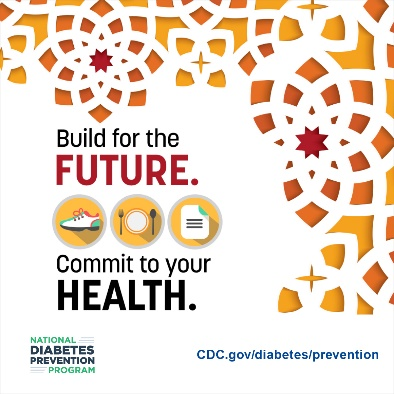 Build for the
FUTURE.
Commit to your
HEALTH.
NATIONAL
DIABETES
PREVENTION
PROGRAM
CDC.gov/diabetes/prevention